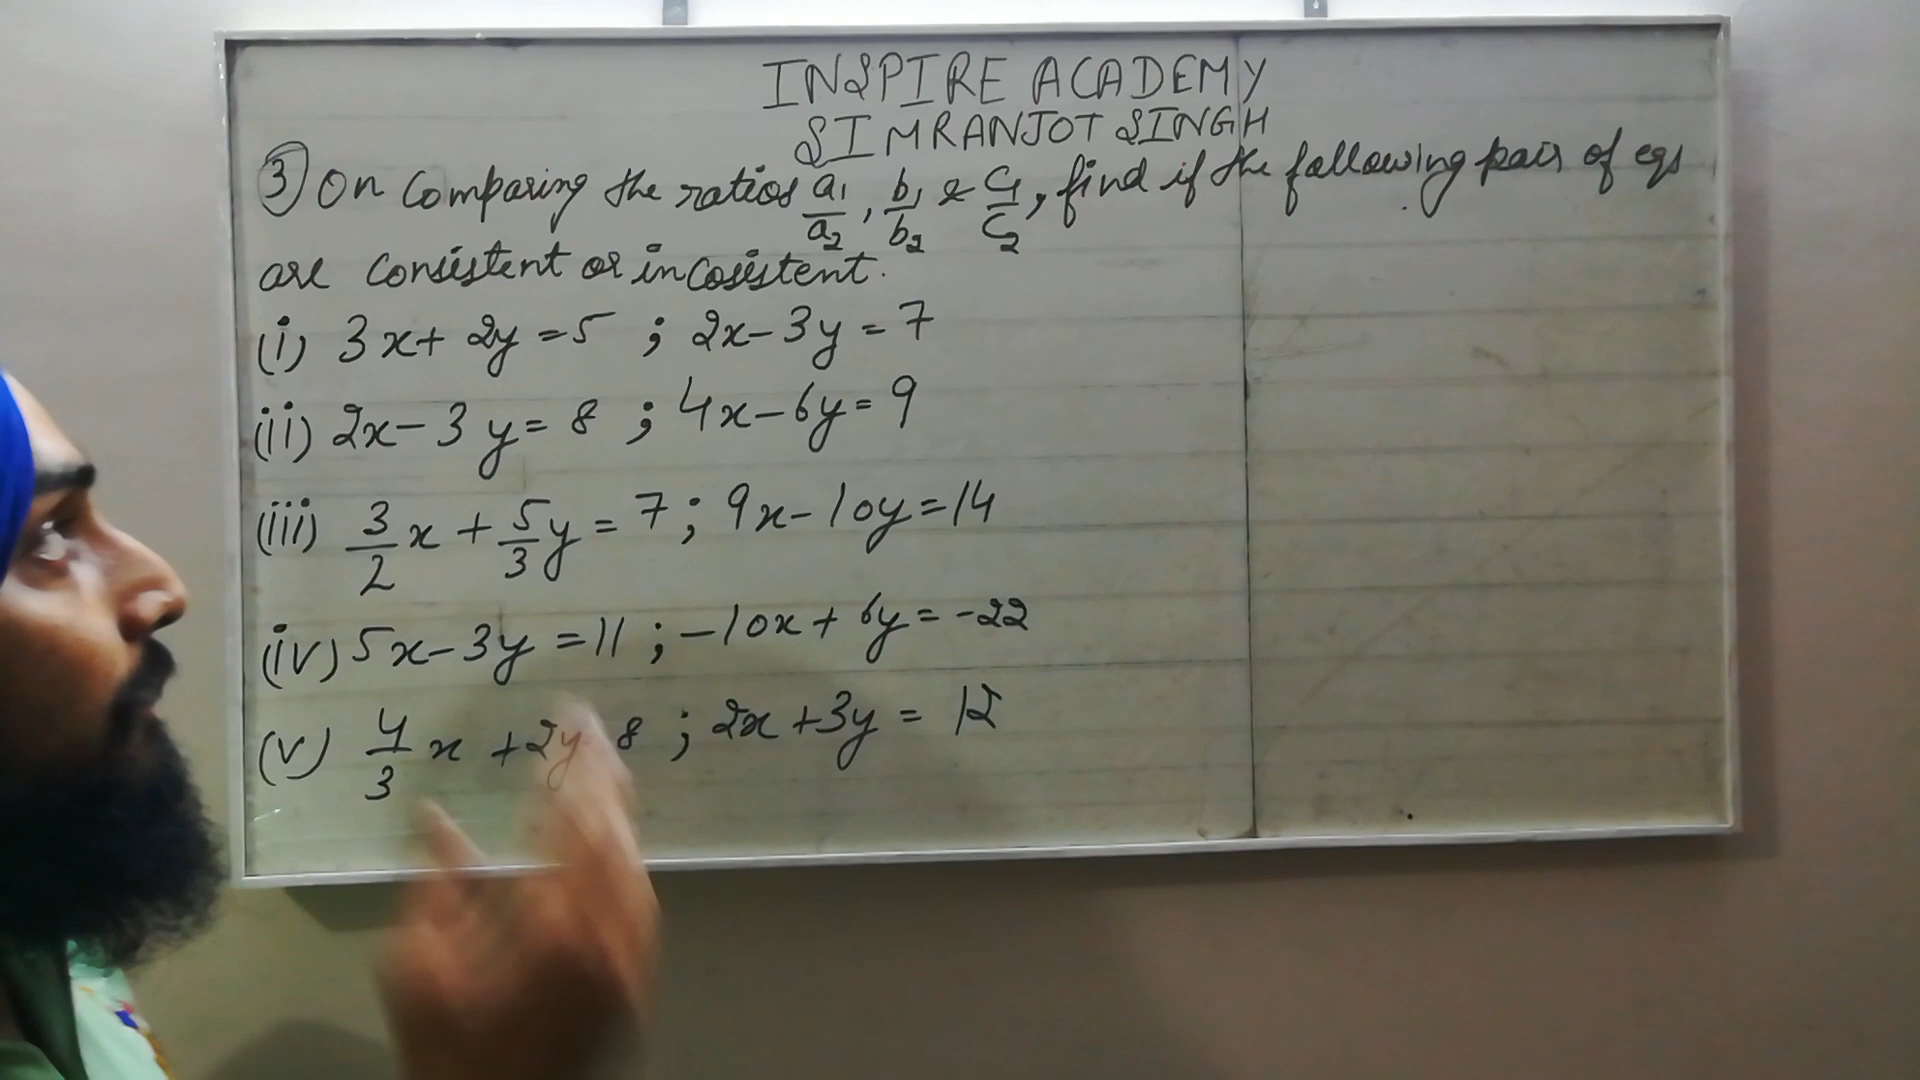 INSPIRE ACADEMY
SIMRANJOT SINGH
③ On Comparing the ratios a₁/a₂, b₁/b₂ & c₁/c₂, find if the following pair of eqs
are consistent or incosistent.
(i) 3x + 2y = 5 ; 2x - 3y = 7
(ii) 2x - 3y = 8 ; 4x - 6y = 9
(iii) 3/2 x + 5/3 y = 7 ; 9x - 10y = 14
(iv) 5x - 3y = 11 ; -10x + 6y = -22
(v) 4/3 x + 2y 8 ; 2x + 3y = 12